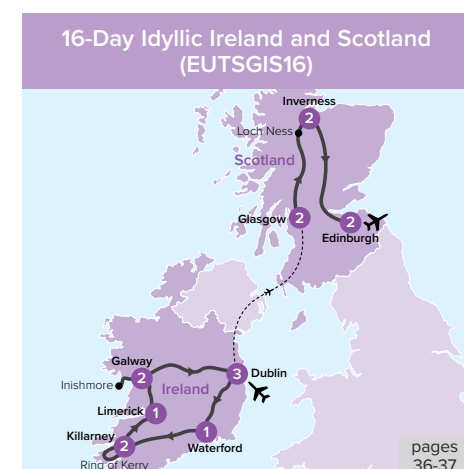 16-Day Idyllic Ireland and Scotland
(EUTSGIS16)
Inverness
2
Loch Ness
Scotland
Glasgow
2
2
Edinburgh
Galway
2
3
Dublin
Inishmore
Ireland
Limerick
1
Killarney
2
1
Waterford
Ring of Kerry
pages
36-37